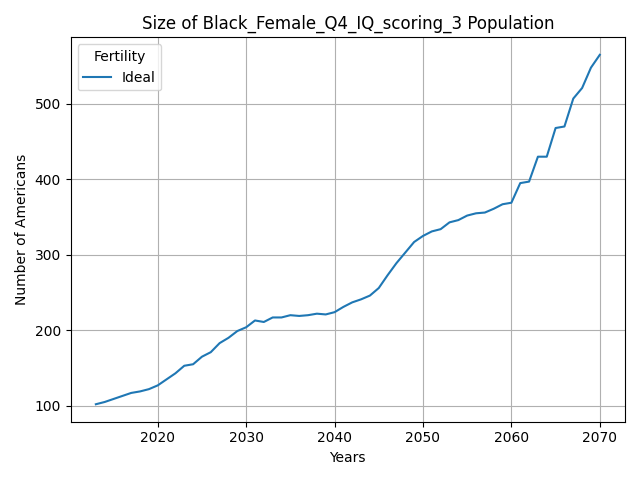 Size of Black_Female_Q4_IQ_scoring_3 Population
Fertility
Ideal
Number of Americans
500
400
300
200
100
2020 2030 2040 2050 2060 2070
Years